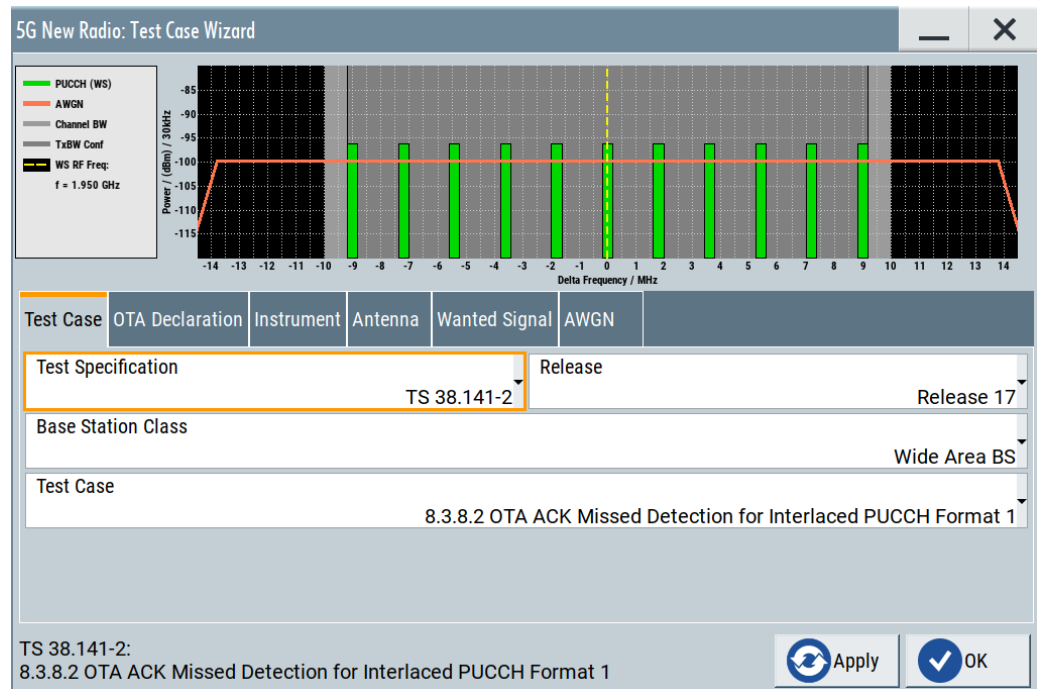 5G New Radio: Test Case Wizard
PUCCH (WS)
AWGN
Channel BW
TxBW Conf
WS RF Freq:
f = 1.950 GHz
Power / (dBm) / 30kHz
-85
-90
-95
-100
-105
-110
-115
-14 -13 -12 -11 -10 -9 -8 -7 -6 -5 -4 -3 -2 -1 0 1 2 3 4 5 6 7 8 9 10 11 12 13 14
Delta Frequency / MHz
Test Case OTA Declaration Instrument Antenna Wanted Signal AWGN
Test Specification Release
TS 38.141-2 Release 17
Base Station Class
Wide Area BS
Test Case
8.3.8.2 OTA ACK Missed Detection for Interlaced PUCCH Format 1
TS 38.141-2:
8.3.8.2 OTA ACK Missed Detection for Interlaced PUCCH Format 1
Apply OK